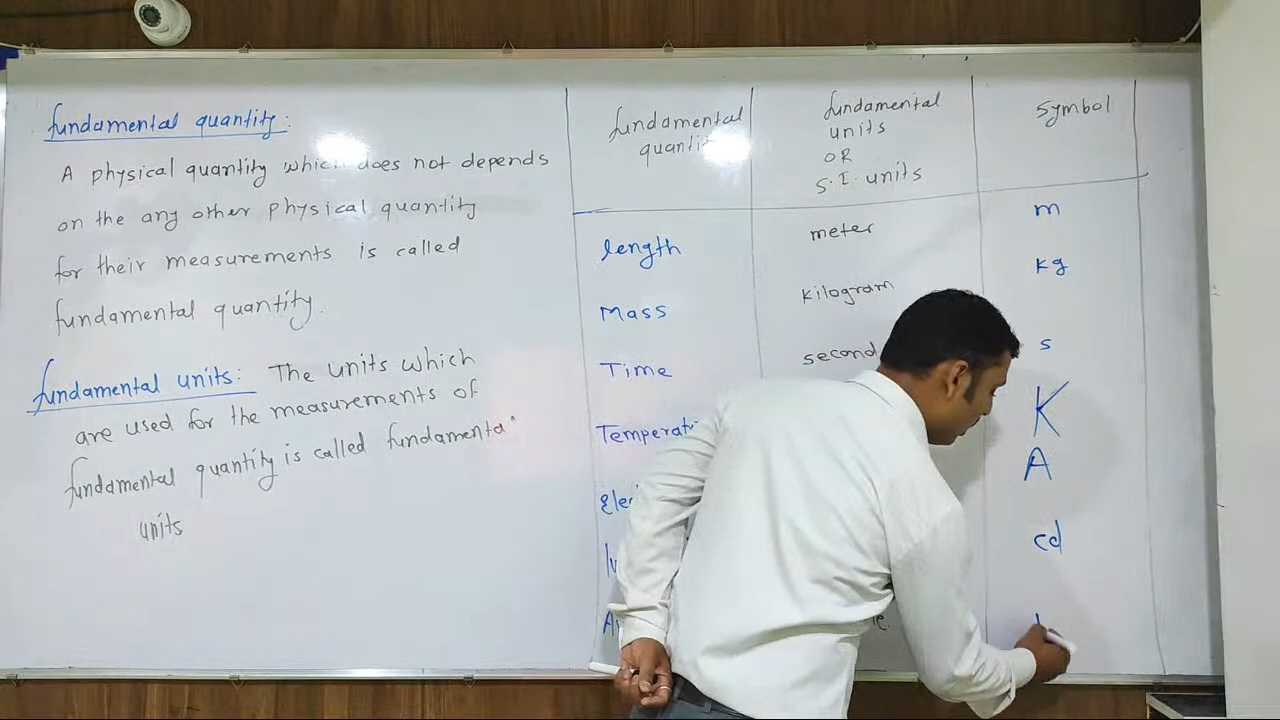 fundamental quantity:
A physical quantity which does not depends
on the any other physical quantity
for their measurements is called
fundamental quantity.
fundamental units: The units which
are used for the measurements of
fundamental quantity is called fundamental
units
fundamental quantity
fundamental
units
OR
S.I. units
symbol
length meter m
Mass kilogram kg
Time second s
K
A
cd